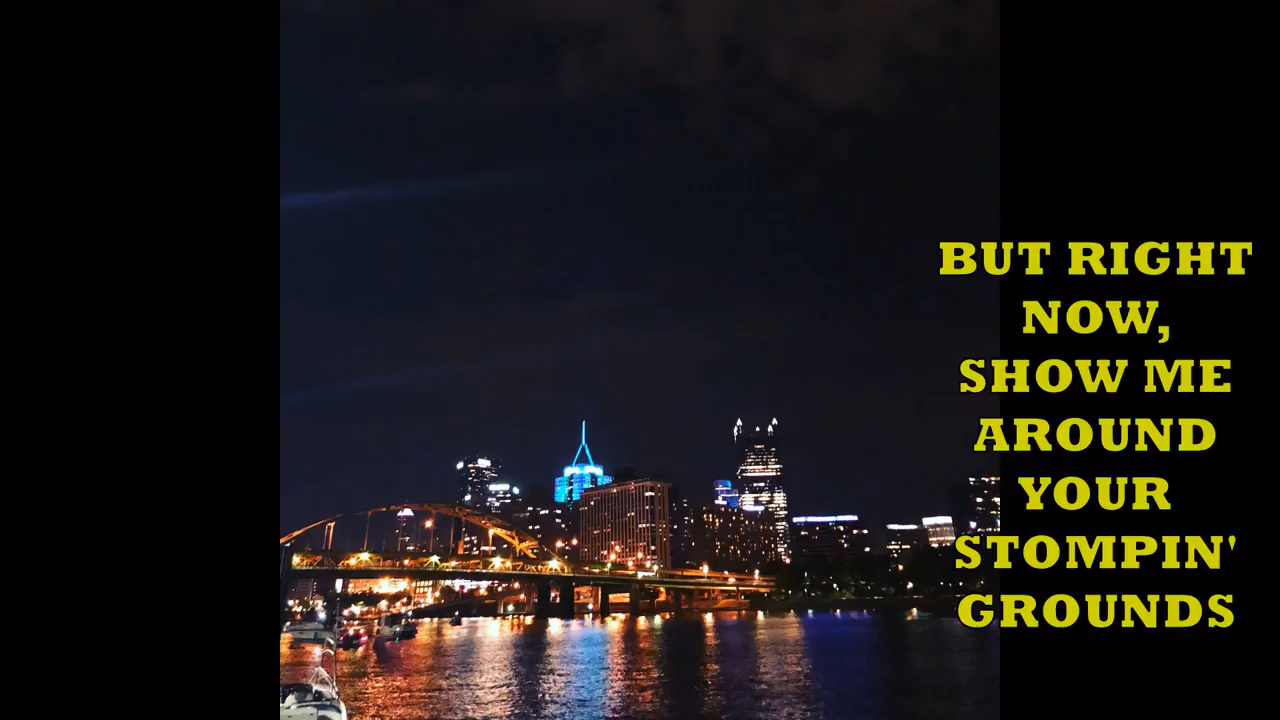 BUT RIGHT
NOW,
SHOW ME
AROUND
YOUR
STOMPIN'
GROUNDS